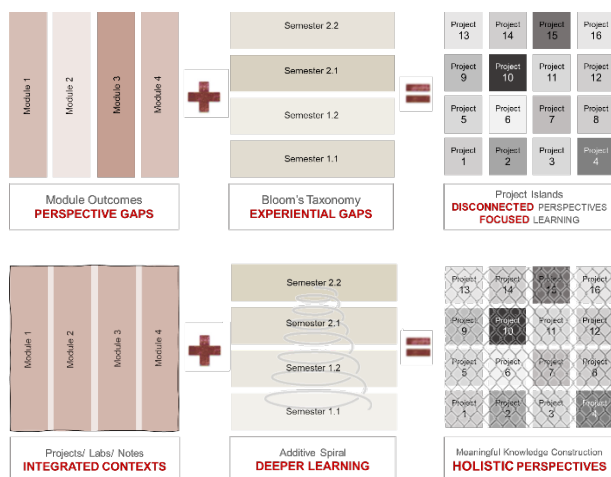 Module 1
Module 2
Module 3
Module 4
Semester 2.2
Semester 2.1
Semester 1.2
Semester 1.1
Project 13
Project 14
Project 15
Project 16
Project 9
Project 10
Project 11
Project 12
Project 5
Project 6
Project 7
Project 8
Project 1
Project 2
Project 3
Project 4
Module Outcomes
PERSPECTIVE GAPS
Bloom's Taxonomy
EXPERIENTIAL GAPS
Project Islands
DISCONNECTED PERSPECTIVES
FOCUSED LEARNING
Module 1
Module 2
Module 3
Module 4
Semester 2.2
Semester 2.1
Semester 1.2
Semester 1.1
Project 13
Project 14
Project 15
Project 16
Project 9
Project 10
Project 11
Project 12
Project 5
Project 6
Project 7
Project 8
Project 1
Project 2
Project 3
Project 4
Projects/ Labs/ Notes
INTEGRATED CONTEXTS
Additive Spiral
DEEPER LEARNING
Meaningful Knowledge Construction
HOLISTIC PERSPECTIVES